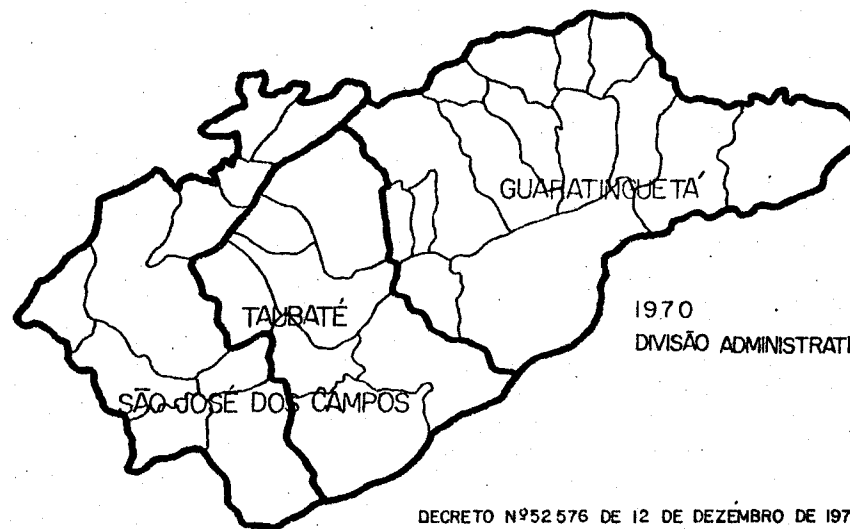 GUARATINGUETÁ
TAUBATÉ
1970
DIVISÃO ADMINISTRATI
SÃO JOSÉ DOS CAMPOS
DECRETO Nº 52 576 DE 12 DE DEZEMBRO DE 197